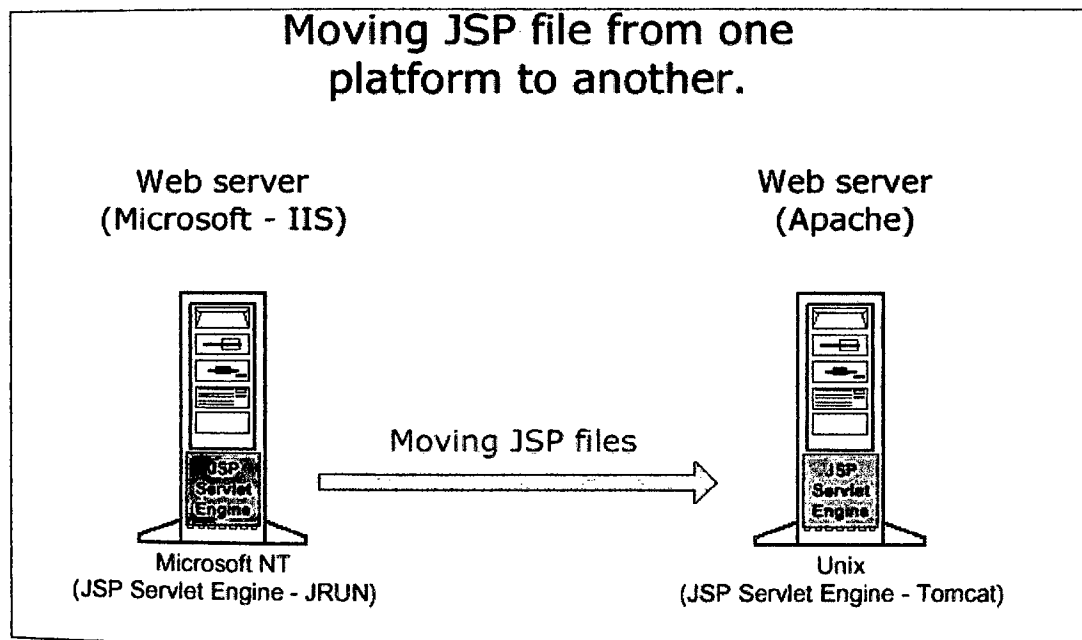 Moving JSP file from one
platform to another.
Web server
(Microsoft - IIS)
Web server
(Apache)
Moving JSP files
JSP
Servlet
Engine
JSP
Servlet
Engine
Microsoft NT
(JSP Servlet Engine - JRUN)
Unix
(JSP Servlet Engine - Tomcat)